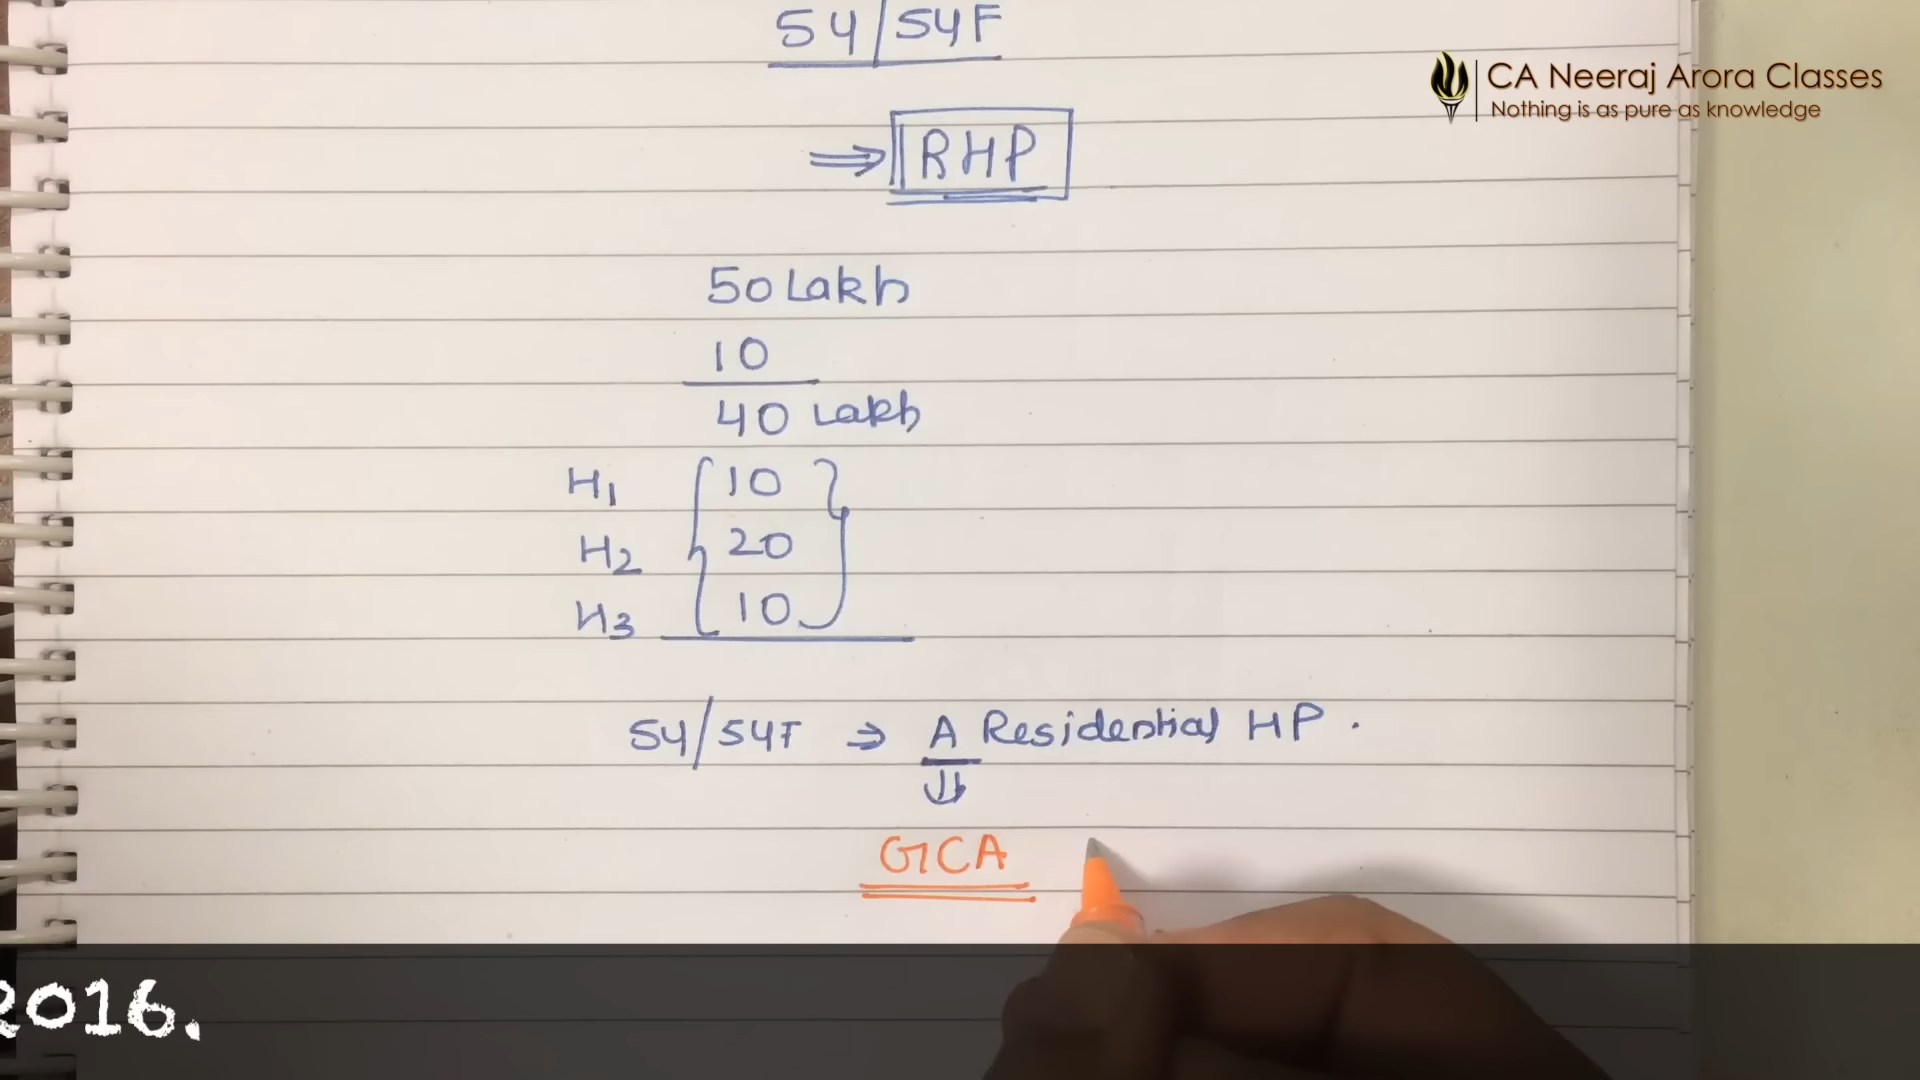 54/54F
CA Neeraj Arora Classes
Nothing is as pure as knowledge
⇒ RHP
50 Lakh
10
40 Lakh
H1 10
H2 20
H3 10
54/54F ⇒ A Residential HP.
GCA
2016.